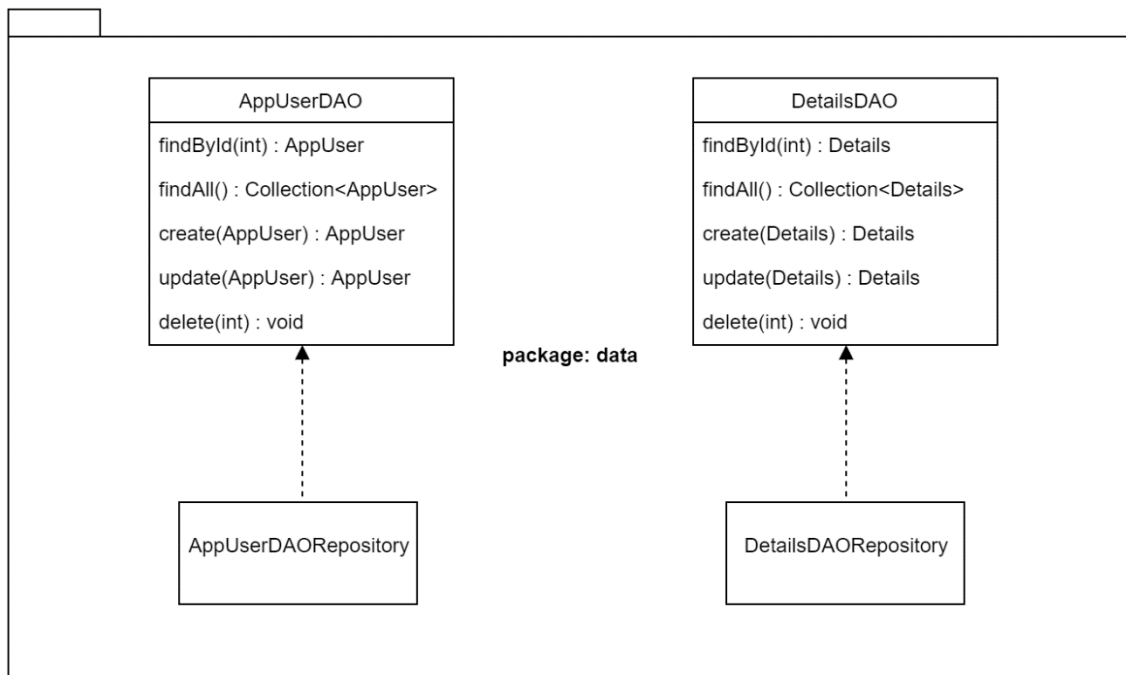 AppUserDAO
findById(int) : AppUser
findAll() : Collection<AppUser>
create(AppUser) : AppUser
update(AppUser) : AppUser
delete(int) : void
DetailsDAO
findById(int) : Details
findAll() : Collection<Details>
create(Details) : Details
update(Details) : Details
delete(int) : void
package: data
AppUserDAORepository
DetailsDAORepository